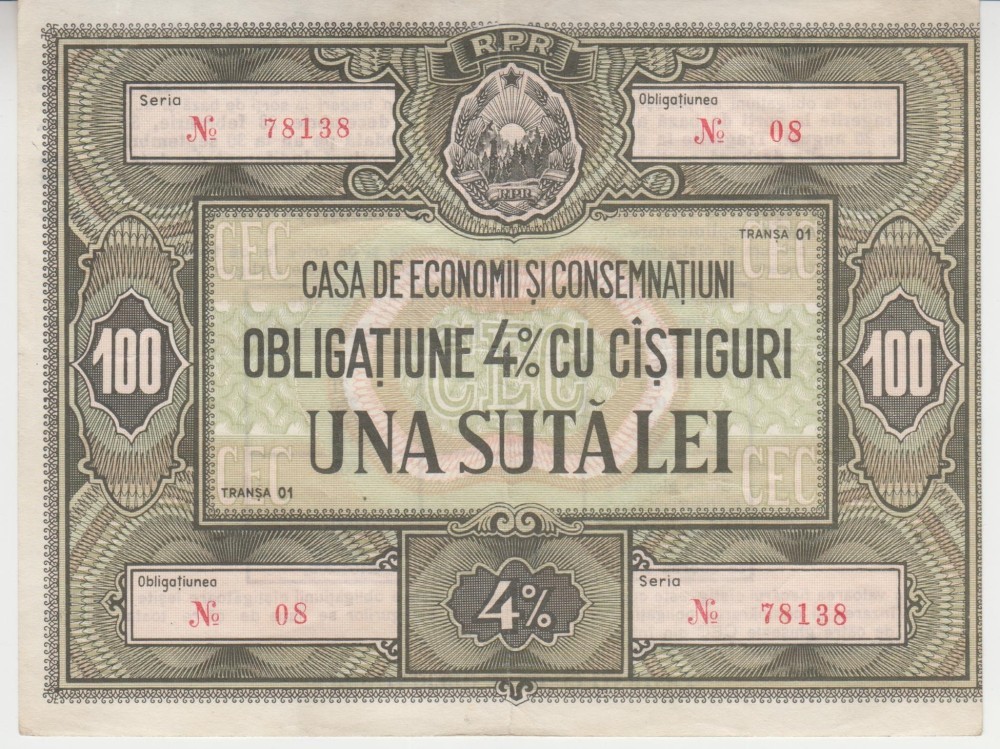 RPR
Seria
№ 78138
Obligațiunea
№ 08
RPR
CEC
TRANȘA 01
CEC
CASA DE ECONOMII ȘI CONSEMNAȚIUNI
OBLIGAȚIUNE 4% CU CÎȘTIGURI
CEC
100
100
UNA SUTĂ LEI
CEC
CEC
TRANȘA 01
Obligațiunea
№ 08
4%
Seria
№ 78138